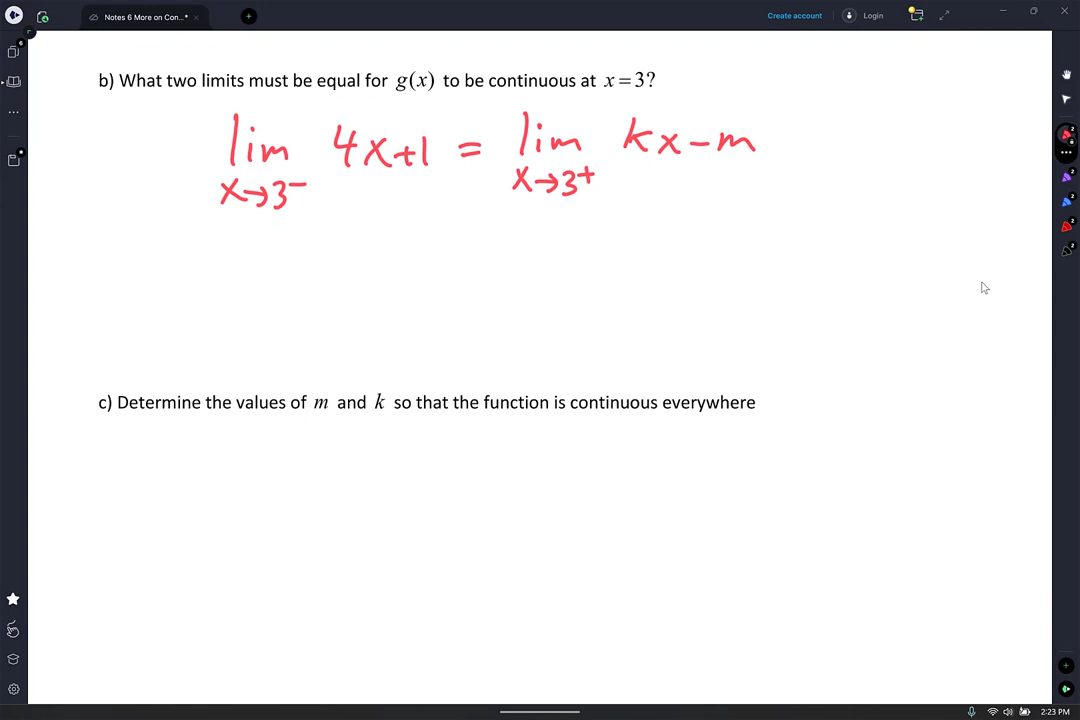 Notes 6 More on Con...*
Create account
Login
b) What two limits must be equal for g(x) to be continuous at x = 3?
lim 4x+1 = lim kx-m
x→3⁻ x→3⁺
c) Determine the values of m and k so that the function is continuous everywhere
2:23 PM